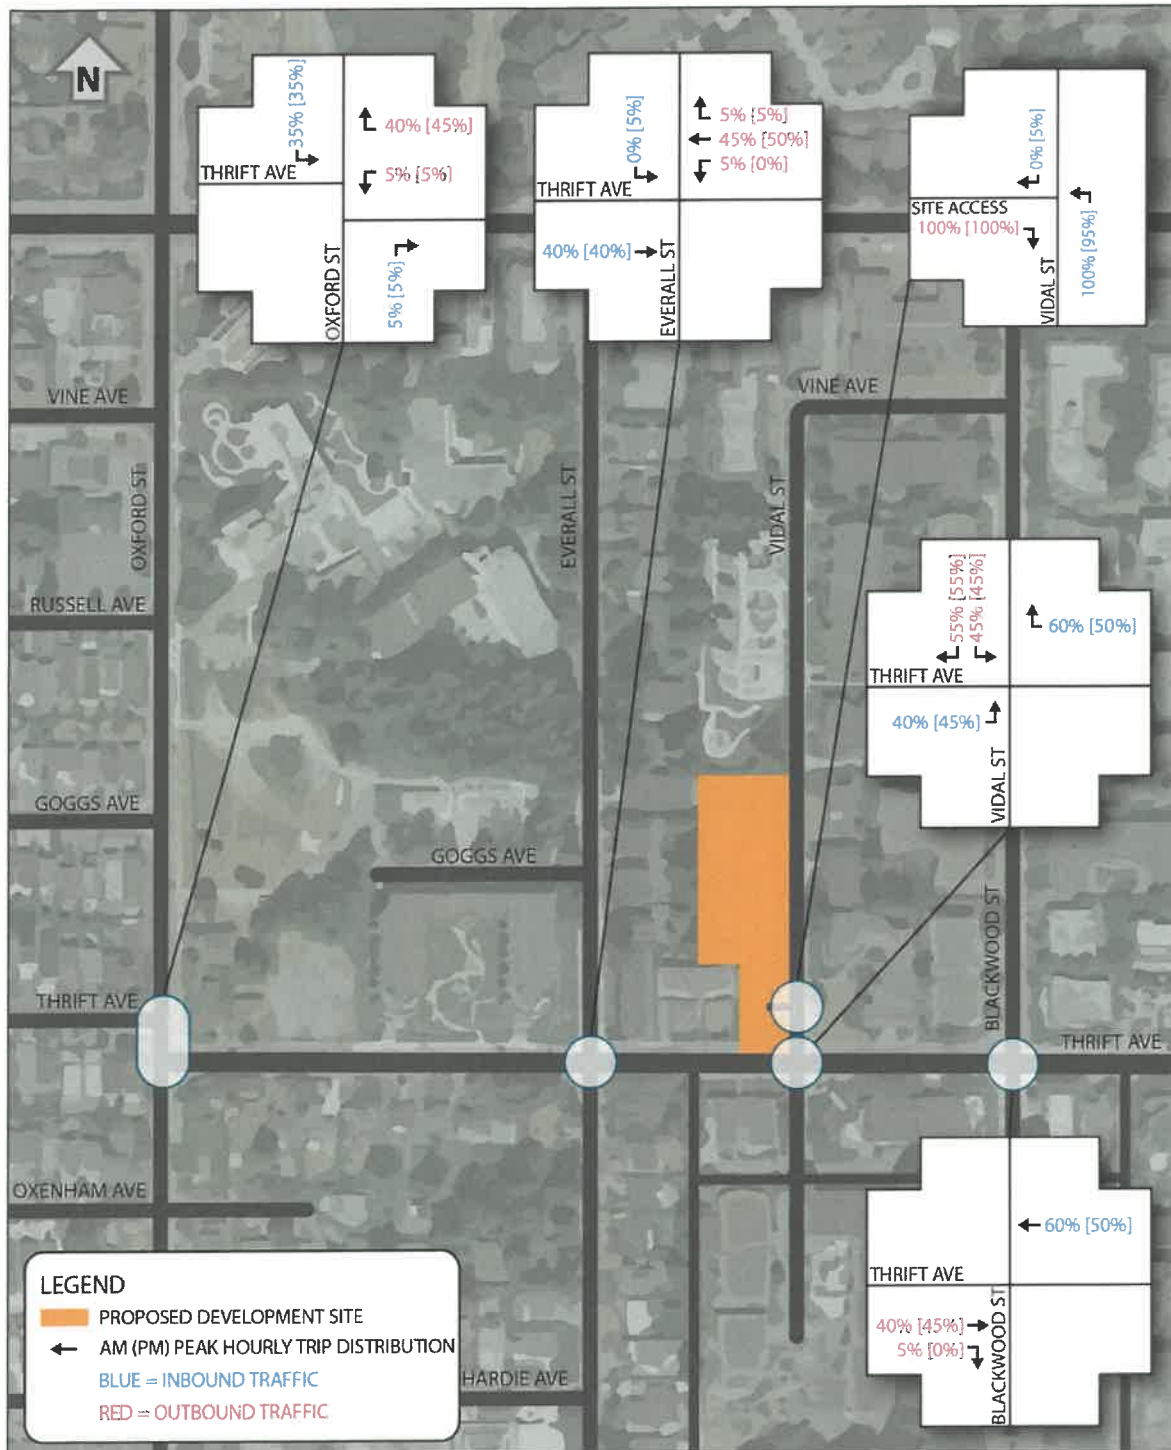 N
35% [35%]
40% [45%]
5% [5%]
THRIFT AVE
OXFORD ST
5% [5%]
0% [5%]
5% [5%]
45% [50%]
5% [0%]
THRIFT AVE
40% [40%]
EVERALL ST
0% [5%]
SITE ACCESS
100% [100%]
VIDAL ST
100% [95%]
VINE AVE
VINE AVE
OXFORD ST
EVERALL ST
VIDAL ST
RUSSELL AVE
55% [55%]
45% [45%]
60% [50%]
THRIFT AVE
40% [45%]
VIDAL ST
GOGGS AVE
GOGGS AVE
BLACKWOOD ST
THRIFT AVE
THRIFT AVE
OXENHAM AVE
60% [50%]
THRIFT AVE
40% [45%]
5% [0%]
BLACKWOOD ST
HARDIE AVE
LEGEND
PROPOSED DEVELOPMENT SITE
AM (PM) PEAK HOURLY TRIP DISTRIBUTION
BLUE = INBOUND TRAFFIC
RED = OUTBOUND TRAFFIC